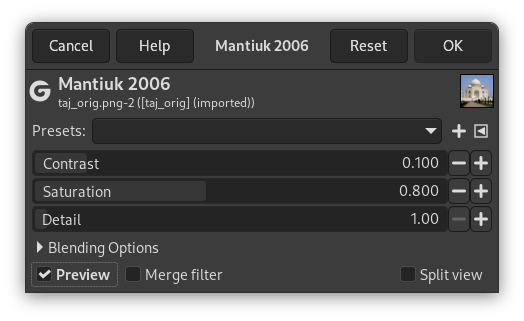 Cancel Help Mantiuk 2006 Reset OK
Mantiuk 2006
taj_orig.png-2 ([taj_orig] (imported))
Presets:
Contrast 0.100
Saturation 0.800
Detail 1.00
Blending Options
Preview Merge filter Split view